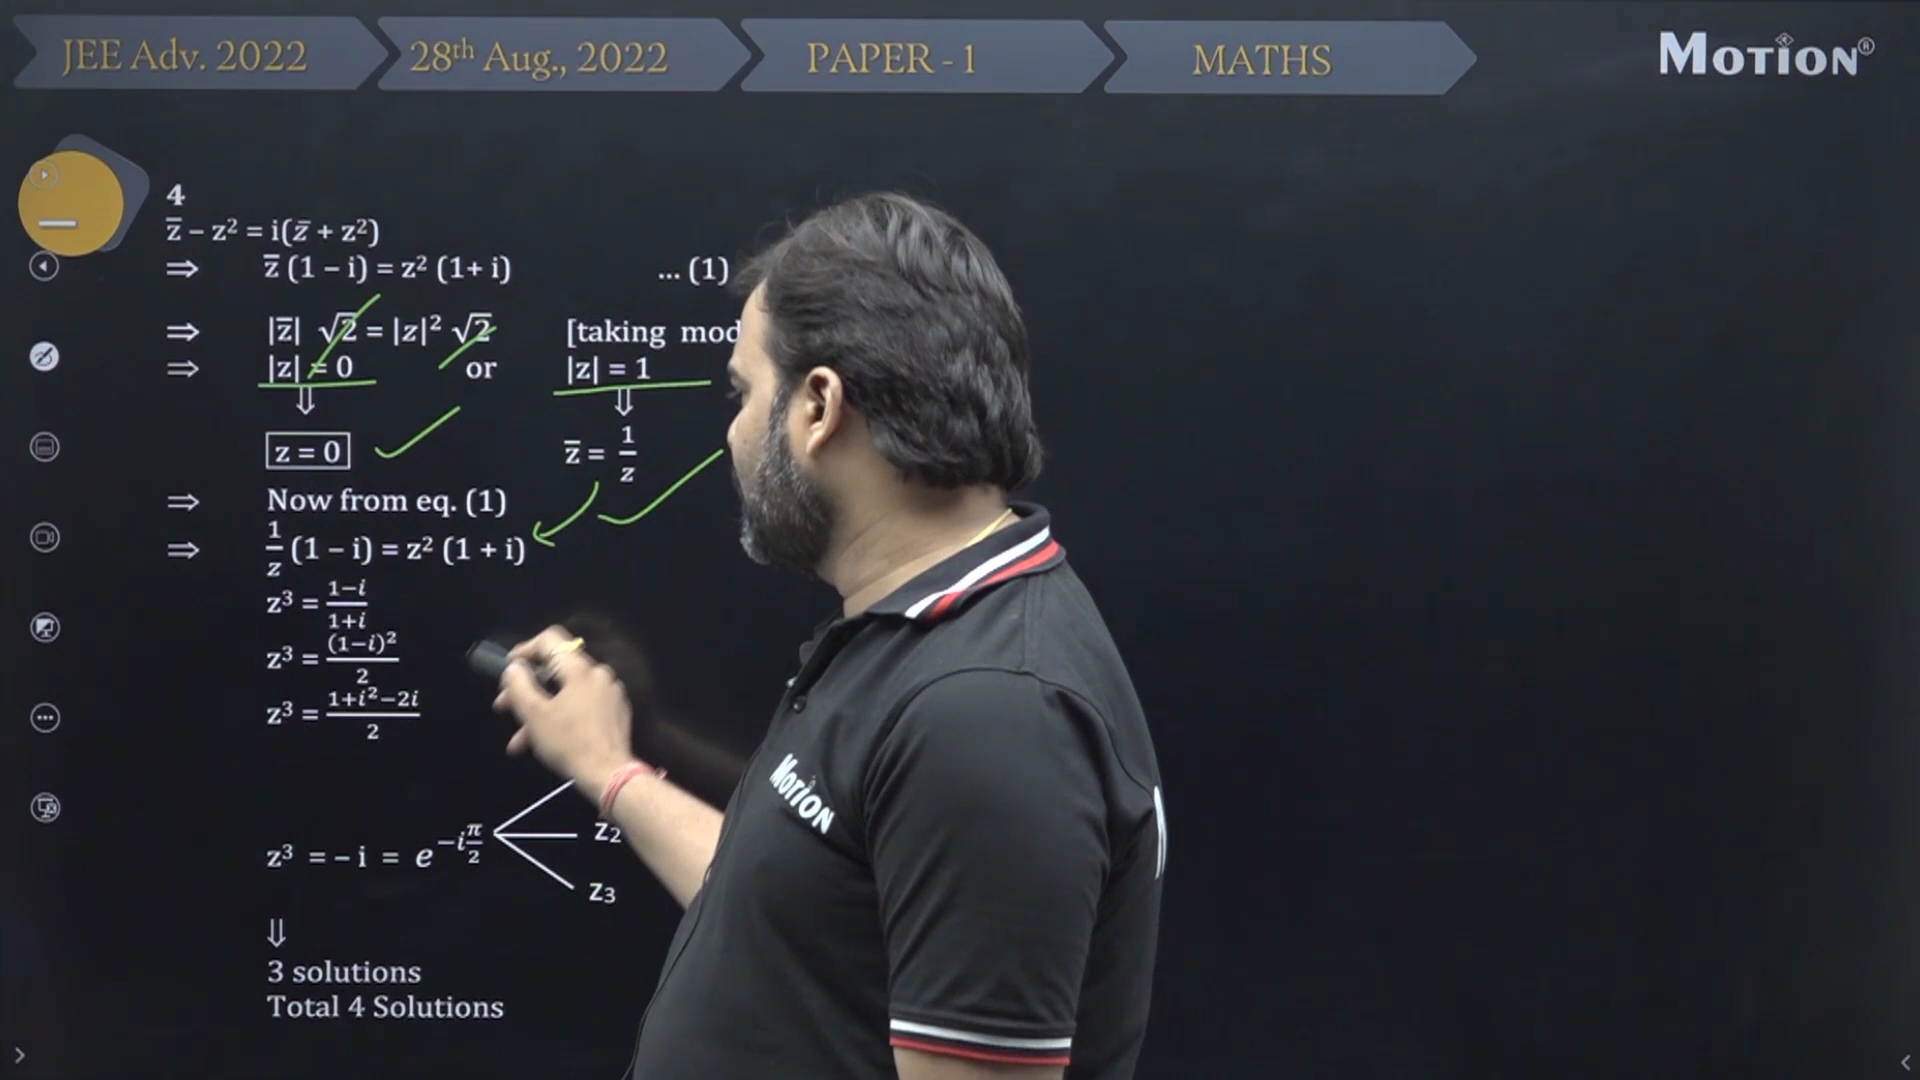 JEE Adv. 2022
28th Aug., 2022
PAPER - 1
MATHS
MOTION®
4
z̅ – z² = i(z̅ + z²)
⇒ z̅ (1 – i) = z² (1+ i) ... (1)
⇒ |z̅| √2 = |z|² √2 [taking mod
⇒ |z| = 0 or |z| = 1
⇓ ⇓
z = 0 z̅ = 1/z
⇒ Now from eq. (1)
⇒ 1/z (1 – i) = z² (1 + i)
z³ = (1–i)/(1+i)
z³ = (1–i)²/2
z³ = (1+i²–2i)/2
z³ = – i = e^(–iπ/2)
z₂
z₃
⇓
3 solutions
Total 4 Solutions
MOTION